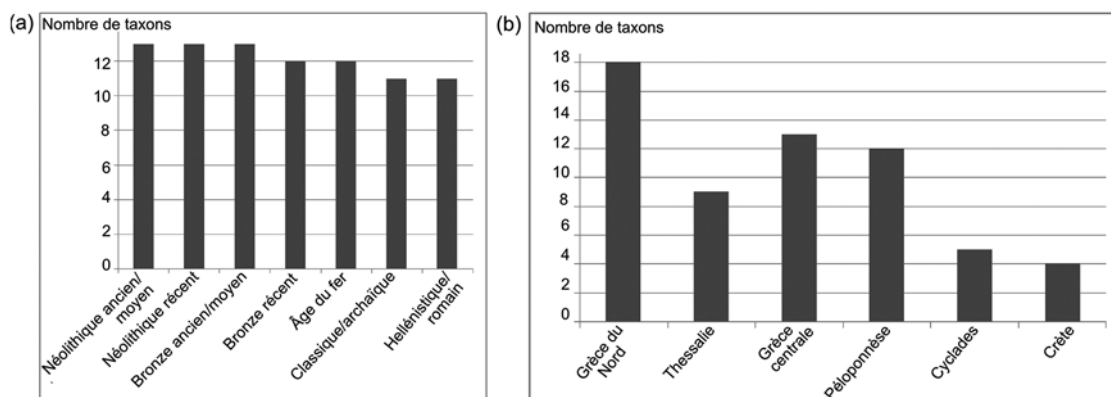 (a)
Nombre de taxons
12
10
8
6
4
2
0
Néolithique ancien/
moyen
Néolithique récent
Bronze ancien/moyen
Bronze récent
Âge du fer
Classique/archaïque
Hellénistique/
romain
(b)
Nombre de taxons
18
16
14
12
10
8
6
4
2
0
Grèce du
Nord
Thessalie
Grèce
centrale
Péloponnèse
Cyclades
Crète